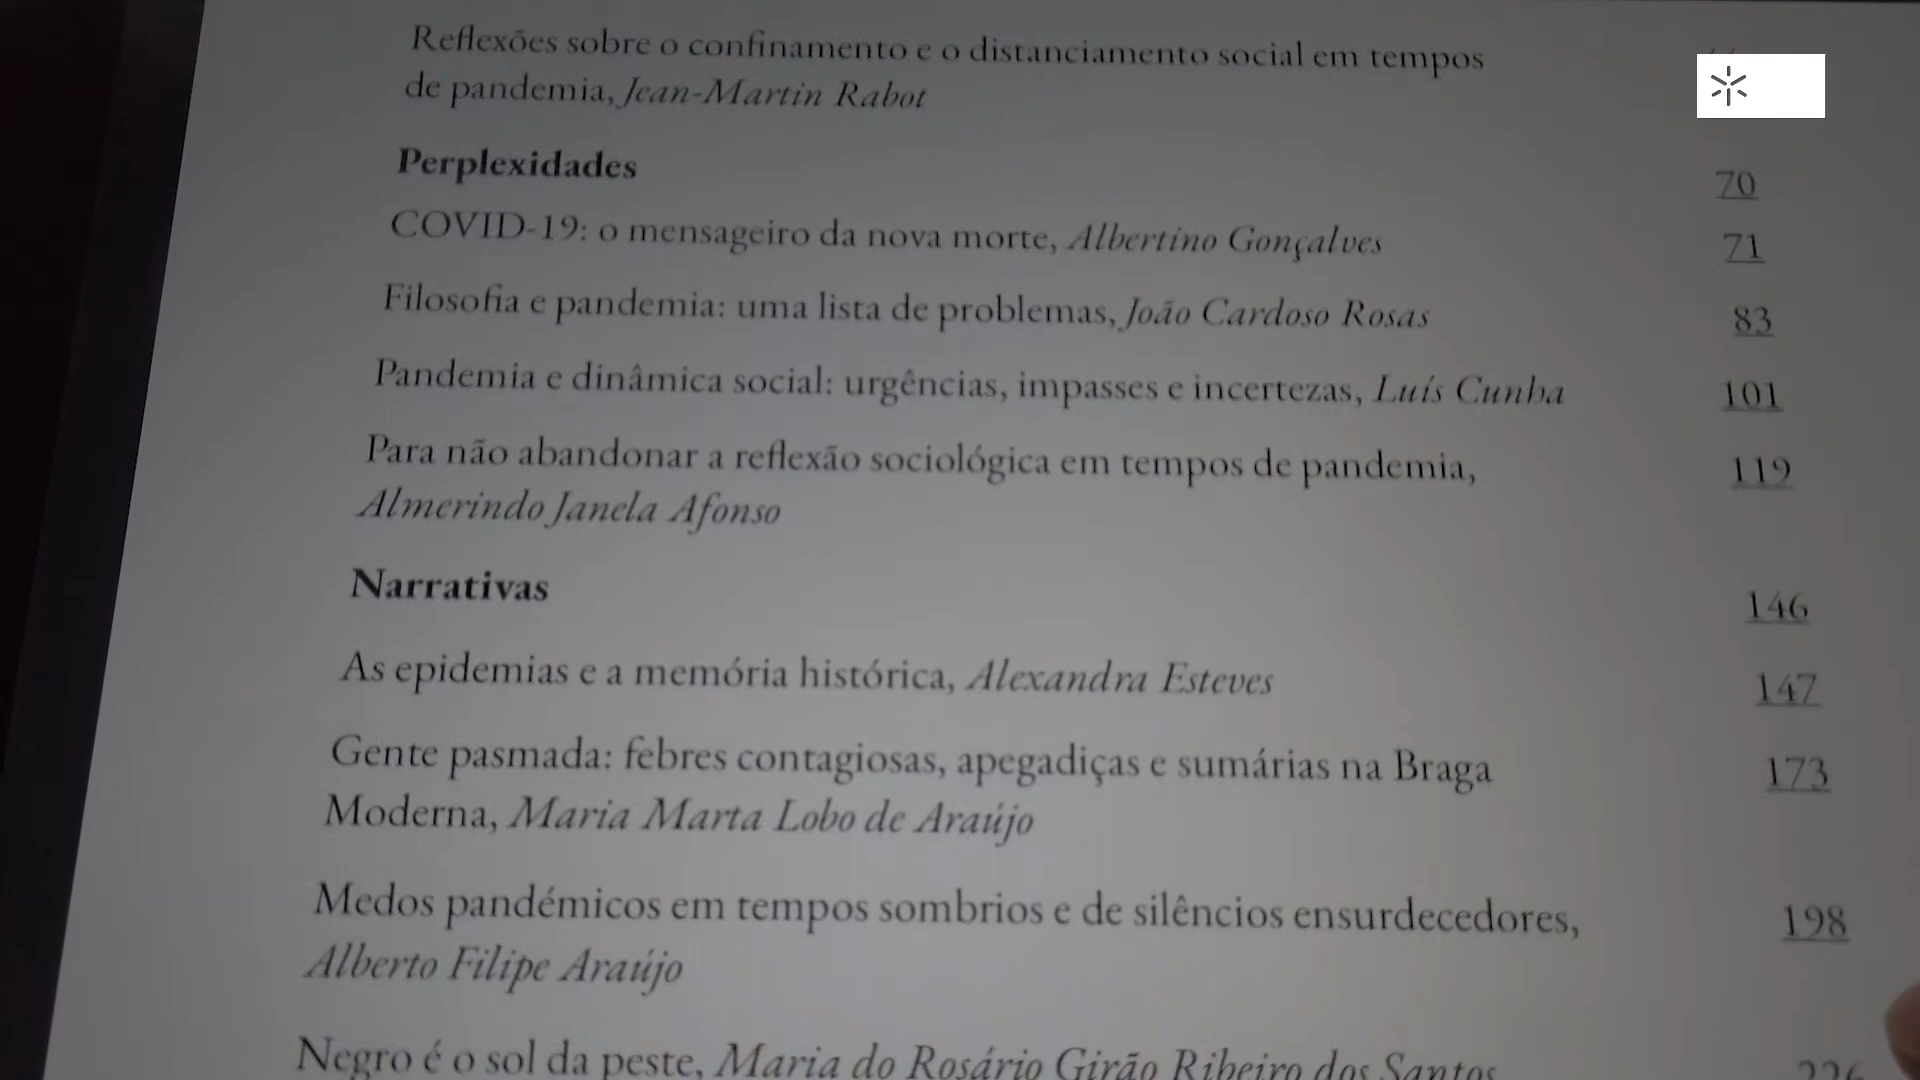 Reflexões sobre o confinamento e o distanciamento social em tempos
de pandemia, Jean-Martin Rabot
Perplexidades 70
COVID-19: o mensageiro da nova morte, Albertino Gonçalves 71
Filosofia e pandemia: uma lista de problemas, João Cardoso Rosas 83
Pandemia e dinâmica social: urgências, impasses e incertezas, Luís Cunha 101
Para não abandonar a reflexão sociológica em tempos de pandemia, 119
Almerindo Janela Afonso
Narrativas 146
As epidemias e a memória histórica, Alexandra Esteves 147
Gente pasmada: febres contagiosas, apegadiças e sumárias na Braga 173
Moderna, Maria Marta Lobo de Araújo
Medos pandémicos em tempos sombrios e de silêncios ensurdecedores, 198
Alberto Filipe Araújo
Negro é o sol da peste, Maria do Rosário Girão Ribeiro dos Santos 226